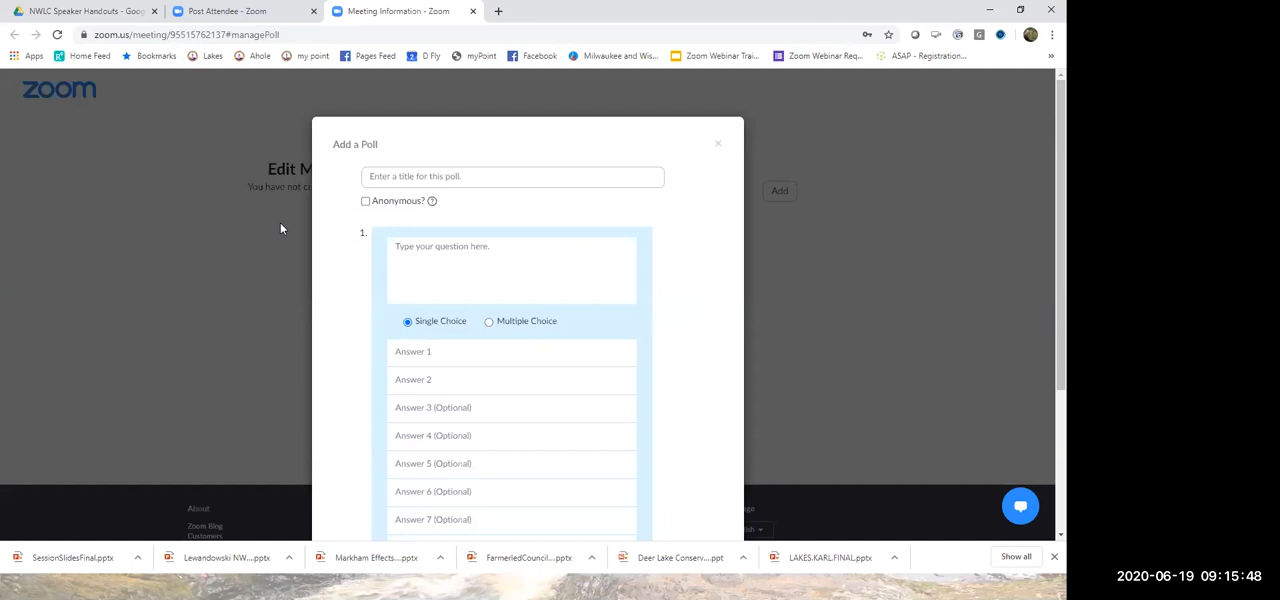 NWLC Speaker Handouts - Goog
Post Attendee - Zoom
Meeting Information - Zoom
zoom.us/meeting/95515762137#managePoll
Apps
Home Feed
Bookmarks
Lakes
Ahole
my point
Pages Feed
D Fly
myPoint
Facebook
Milwaukee and Wis...
Zoom Webinar Trai...
Zoom Webinar Req...
ASAP - Registration...
»
zoom
Add a Poll
Edit M
Enter a title for this poll.
You have not cr
Add
Anonymous?
1.
Type your question here.
Single Choice
Multiple Choice
Answer 1
Answer 2
Answer 3 (Optional)
Answer 4 (Optional)
Answer 5 (Optional)
Answer 6 (Optional)
Answer 7 (Optional)
About
Zoom Blog
Customers
age
ish
SessionSlidesFinal.pptx
Lewandowski NW....pptx
Markham Effects....pptx
FarmerledCouncil....pptx
Deer Lake Conserv....ppt
LAKES.KARL.FINAL.pptx
Show all
2020-06-19 09:15:48